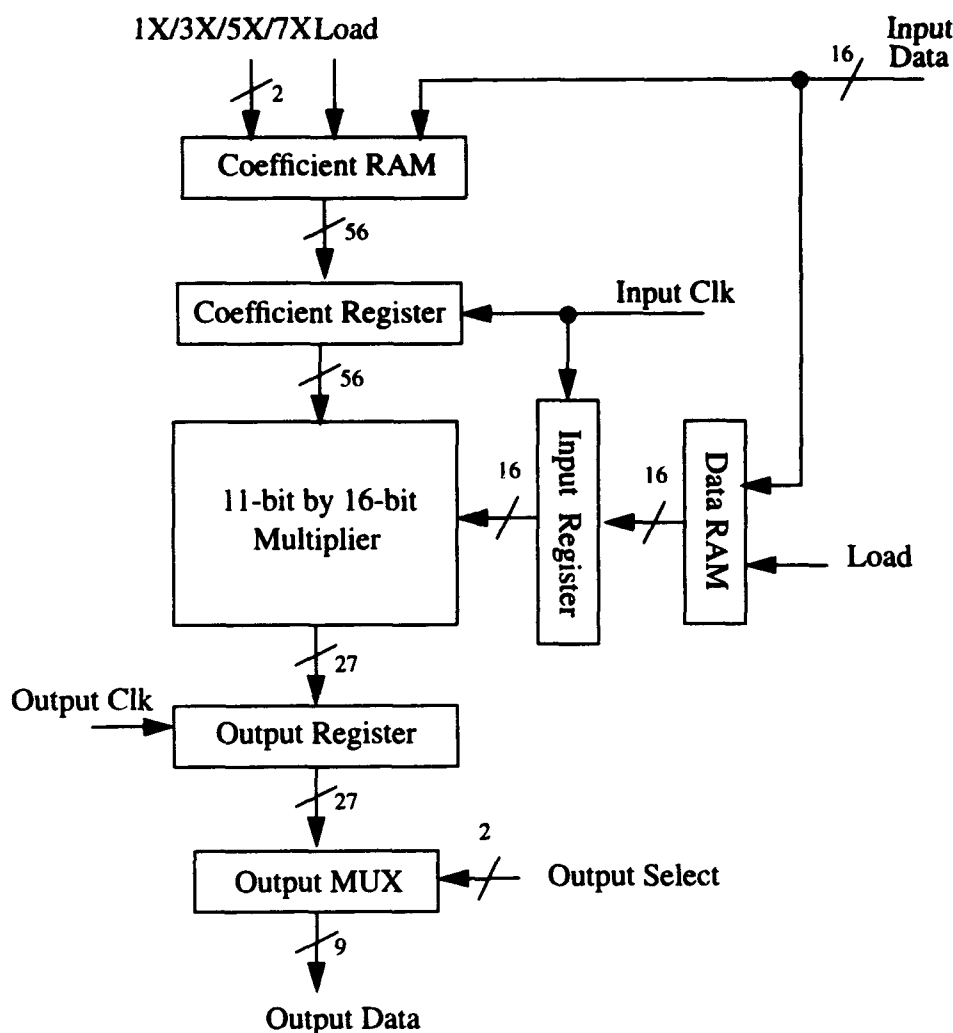 1X/3X/5X/7X Load
Input
Data
16
2
Coefficient RAM
56
Input Clk
Coefficient Register
56
11-bit by 16-bit
Multiplier
16
Input Register
16
Data RAM
Load
27
Output Clk
Output Register
27
2
Output MUX
Output Select
9
Output Data